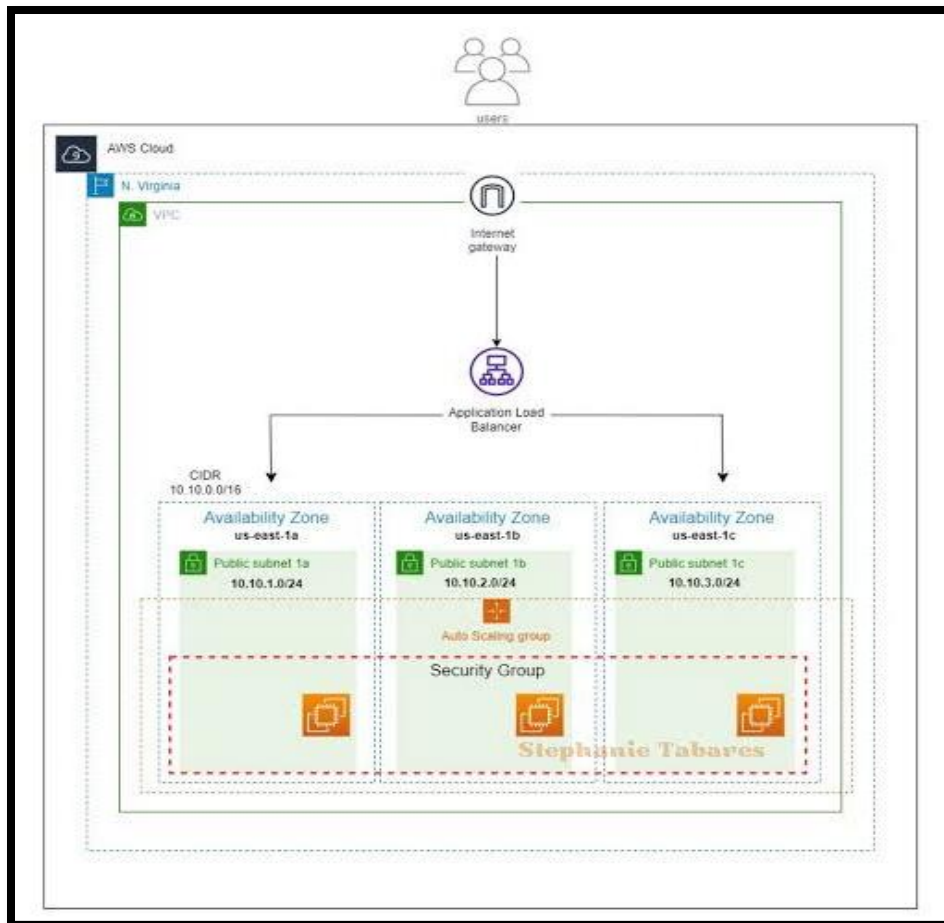 users
AWS Cloud
N. Virginia
VPC
Internet
gateway
Application Load
Balancer
CIDR
10.10.0.0/16
Availability Zone
us-east-1a
Public subnet 1a
10.10.1.0/24
Availability Zone
us-east-1b
Public subnet 1b
10.10.2.0/24
Availability Zone
us-east-1c
Public subnet 1c
10.10.3.0/24
Auto Scaling group
Security Group
Stephanie Tabares